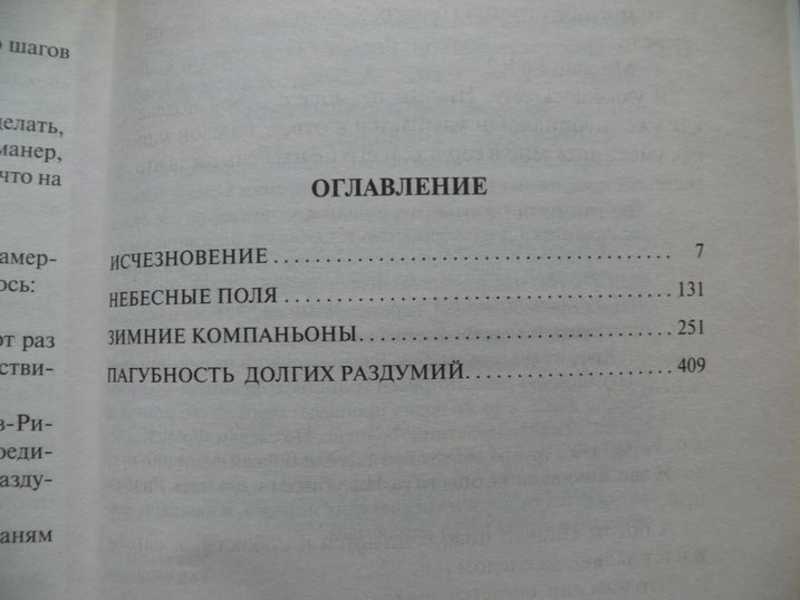 шагов
делать,
манер,
что на
амер-
ось:
от раз
стви-
в-Ри-
реди-
азду-
аням
ОГЛАВЛЕНИЕ
ИСЧЕЗНОВЕНИЕ 7
НЕБЕСНЫЕ ПОЛЯ 131
ЗИМНИЕ КОМПАНЬОНЫ 251
ПАГУБНОСТЬ ДОЛГИХ РАЗДУМИЙ 409